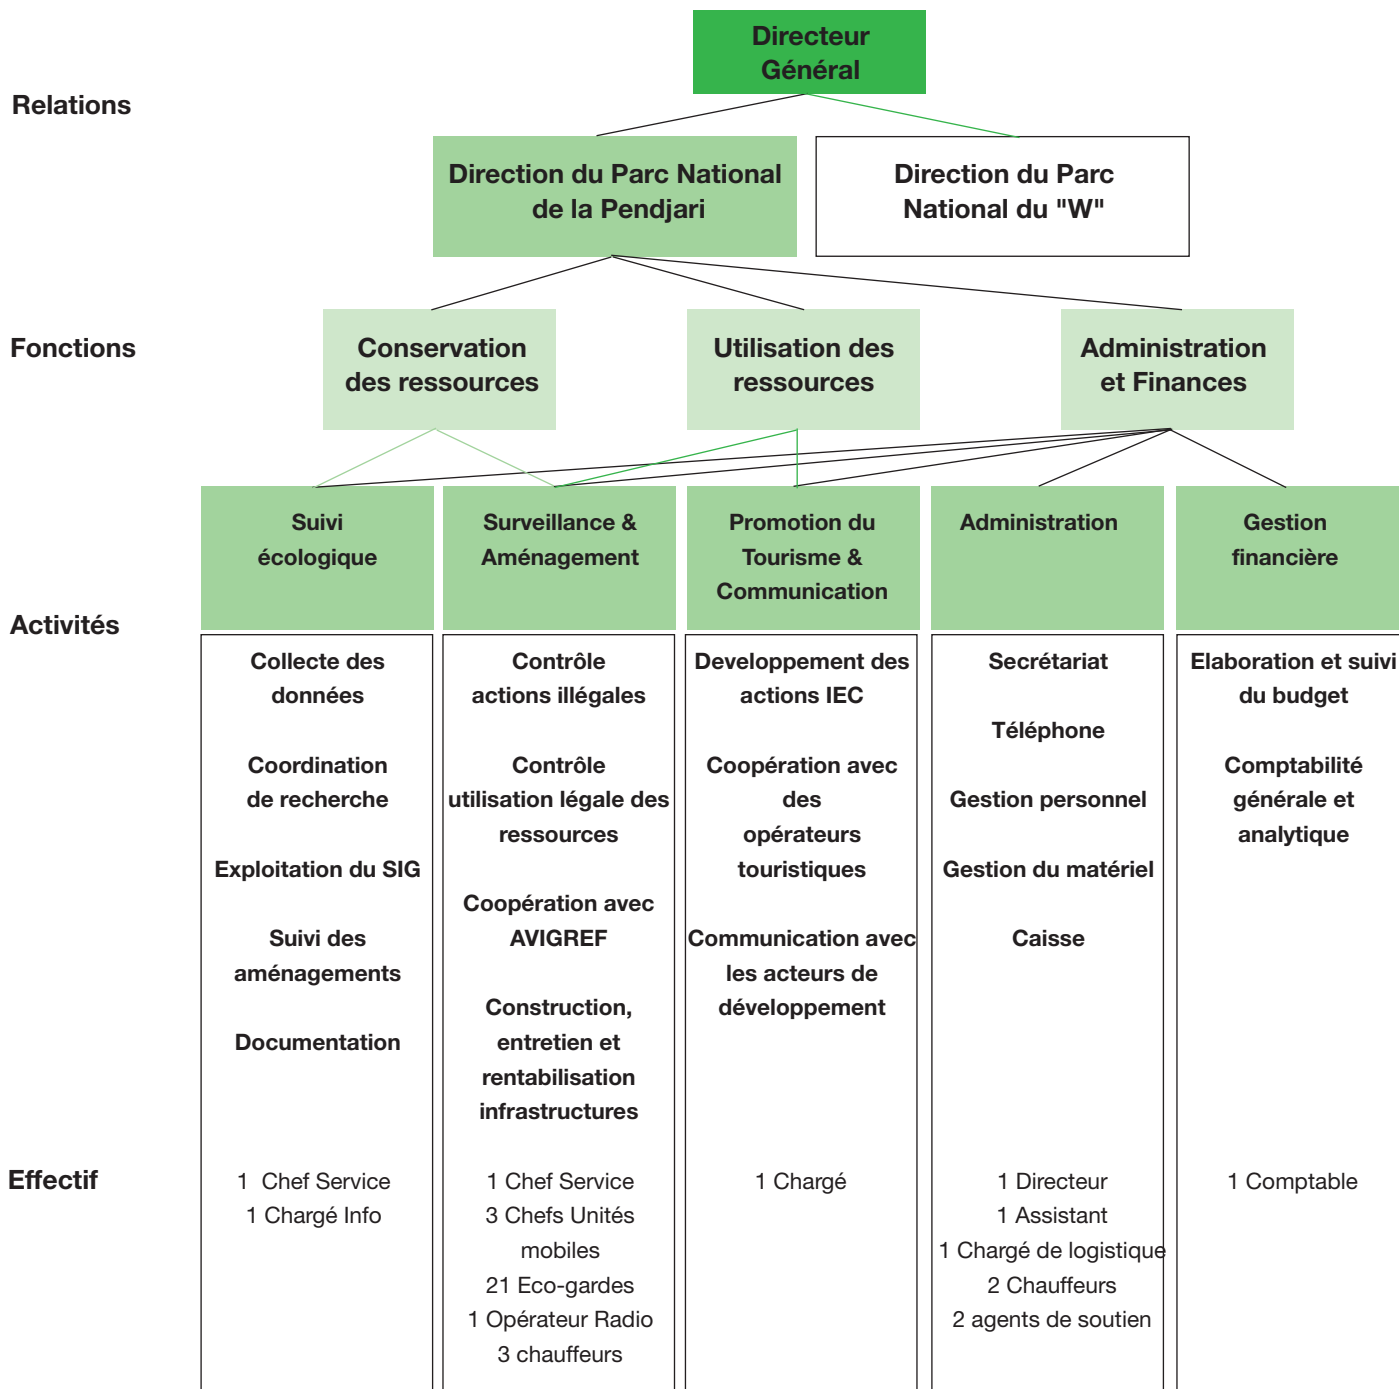 Directeur
Général
Relations
Direction du Parc National
de la Pendjari
Direction du Parc
National du "W"
Fonctions
Conservation
des ressources
Utilisation des
ressources
Administration
et Finances
Activités
Suivi
écologique
Surveillance &
Aménagement
Promotion du
Tourisme &
Communication
Administration
Gestion
financière
Collecte des
données
Coordination
de recherche
Exploitation du SIG
Suivi des
aménagements
Documentation
Contrôle
actions illégales
Contrôle
utilisation légale des
ressources
Coopération avec
AVIGREF
Construction,
entretien et
rentabilisation
infrastructures
Developpement des
actions IEC
Coopération avec
des
opérateurs
touristiques
Communication avec
les acteurs de
développement
Secrétariat
Téléphone
Gestion personnel
Gestion du matériel
Caisse
Elaboration et suivi
du budget
Comptabilité
générale et
analytique
Effectif
1 Chef Service
1 Chargé Info
1 Chef Service
3 Chefs Unités
mobiles
21 Eco-gardes
1 Opérateur Radio
3 chauffeurs
1 Chargé
1 Directeur
1 Assistant
1 Chargé de logistique
2 Chauffeurs
2 agents de soutien
1 Comptable